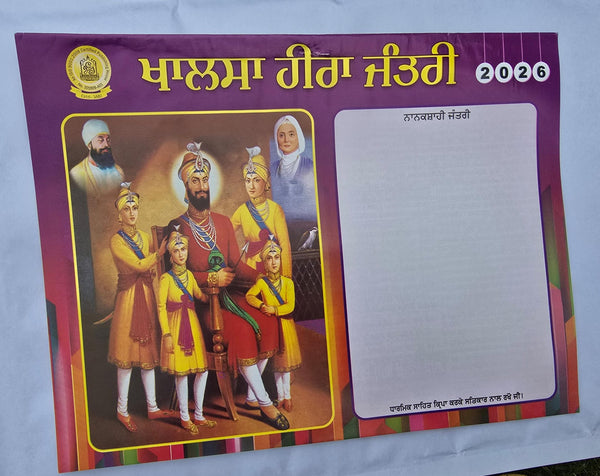 ਖਾਲਸਾ ਹੀਰਾ ਜੰਤਰੀ
2026
ਨਾਨਕਸ਼ਾਹੀ ਜੰਤਰੀ
ਧਾਰਮਿਕ ਸਾਹਿਤ ਕ੍ਰਿਪਾ ਕਰਕੇ ਸਤਿਕਾਰ ਨਾਲ ਰਖੋ ਜੀ।